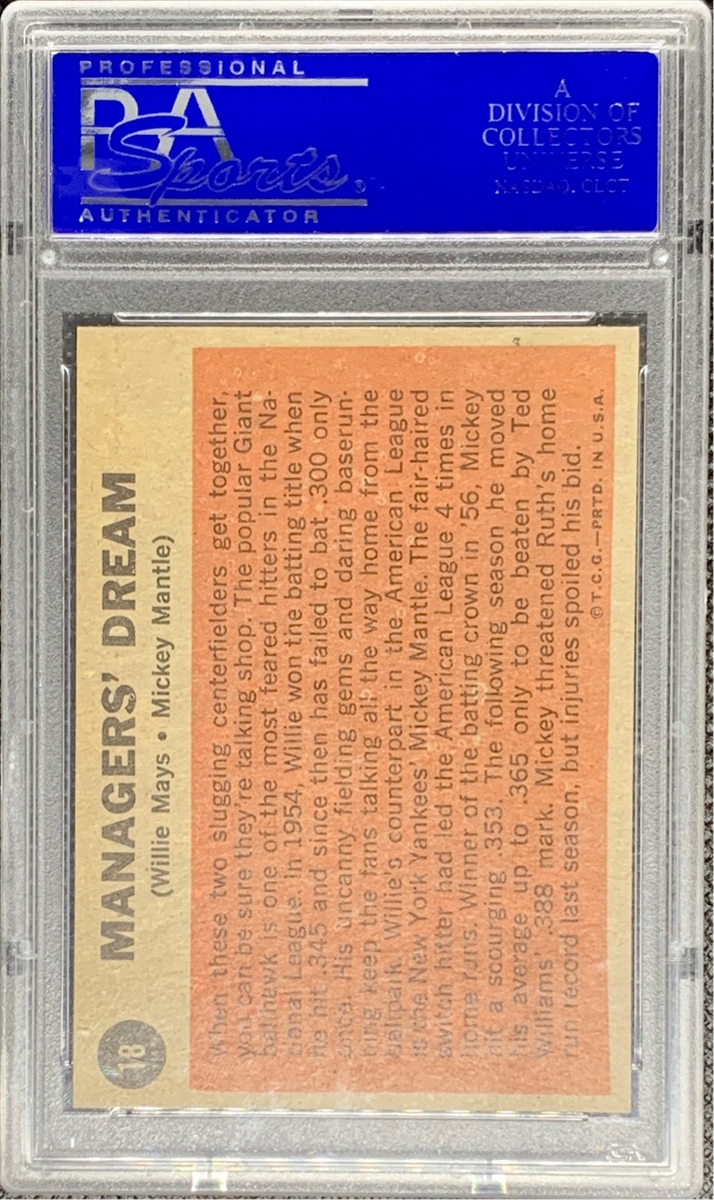 PROFESSIONAL
PSA
Sports®
AUTHENTICATOR
A
DIVISION OF
COLLECTORS
UNIVERSE
NASDAQ, CLCT
18
MANAGERS' DREAM
(Willie Mays • Mickey Mantle)
When these two slugging centerfielders get together,
you can be sure they're talking shop. The popular Giant
ballhawk is one of the most feared hitters in the Na-
tional League. In 1954, Willie won the batting title when
he hit .345 and since then has failed to bat .300 only
once. His uncanny fielding gems and daring baserun-
ning keep the fans talking all the way home from the
ballpark. Willie's counterpart in the American League
is the New York Yankees' Mickey Mantle. The fair-haired
switch hitter had led the American League 4 times in
home runs. Winner of the batting crown in '56, Mickey
hit a scourging .353. The following season he moved
his average up to .365 only to be beaten by Ted
Williams' .388 mark. Mickey threatened Ruth's home
run record last season, but injuries spoiled his bid.
©T.C.G.—PRTD. IN U.S.A.